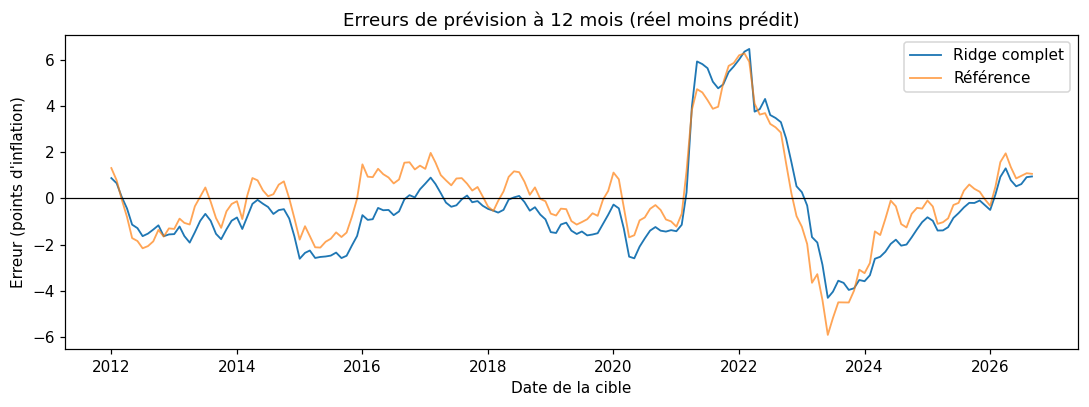 Erreurs de prévision à 12 mois (réel moins prédit)
Ridge complet
Référence
Erreur (points d'inflation)
6
4
2
0
−2
−4
−6
2012 2014 2016 2018 2020 2022 2024 2026
Date de la cible